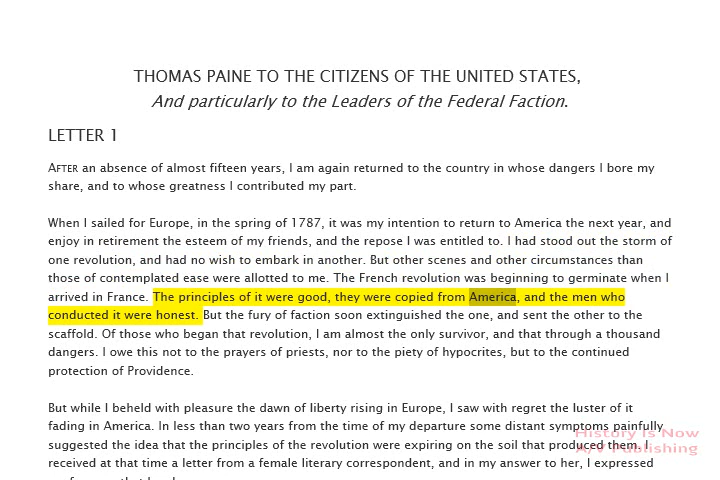 THOMAS PAINE TO THE CITIZENS OF THE UNITED STATES,
And particularly to the Leaders of the Federal Faction.
LETTER 1
AFTER an absence of almost fifteen years, I am again returned to the country in whose dangers I bore my
share, and to whose greatness I contributed my part.
When I sailed for Europe, in the spring of 1787, it was my intention to return to America the next year, and
enjoy in retirement the esteem of my friends, and the repose I was entitled to. I had stood out the storm of
one revolution, and had no wish to embark in another. But other scenes and other circumstances than
those of contemplated ease were allotted to me. The French revolution was beginning to germinate when I
arrived in France. The principles of it were good, they were copied from America, and the men who
conducted it were honest. But the fury of faction soon extinguished the one, and sent the other to the
scaffold. Of those who began that revolution, I am almost the only survivor, and that through a thousand
dangers. I owe this not to the prayers of priests, nor to the piety of hypocrites, but to the continued
protection of Providence.
But while I beheld with pleasure the dawn of liberty rising in Europe, I saw with regret the luster of it
fading in America. In less than two years from the time of my departure some distant symptoms painfully
suggested the idea that the principles of the revolution were expiring on the soil that produced them. I
received at that time a letter from a female literary correspondent, and in my answer to her, I expressed
History Is Now
A/V Publishing